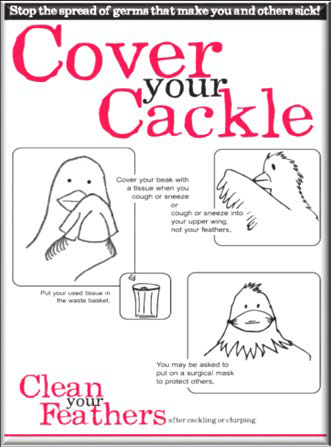 Stop the spread of germs that make you and others sick!
Cover
your
Cackle
Cover your beak with
a tissue when you
cough or sneeze
or
cough or sneeze into
your upper wing,
not your feathers.
Put your used tissue in
the waste basket.
You may be asked to
put on a surgical mask
to protect others.
Clean
your
Feathers after cackling or chirping.